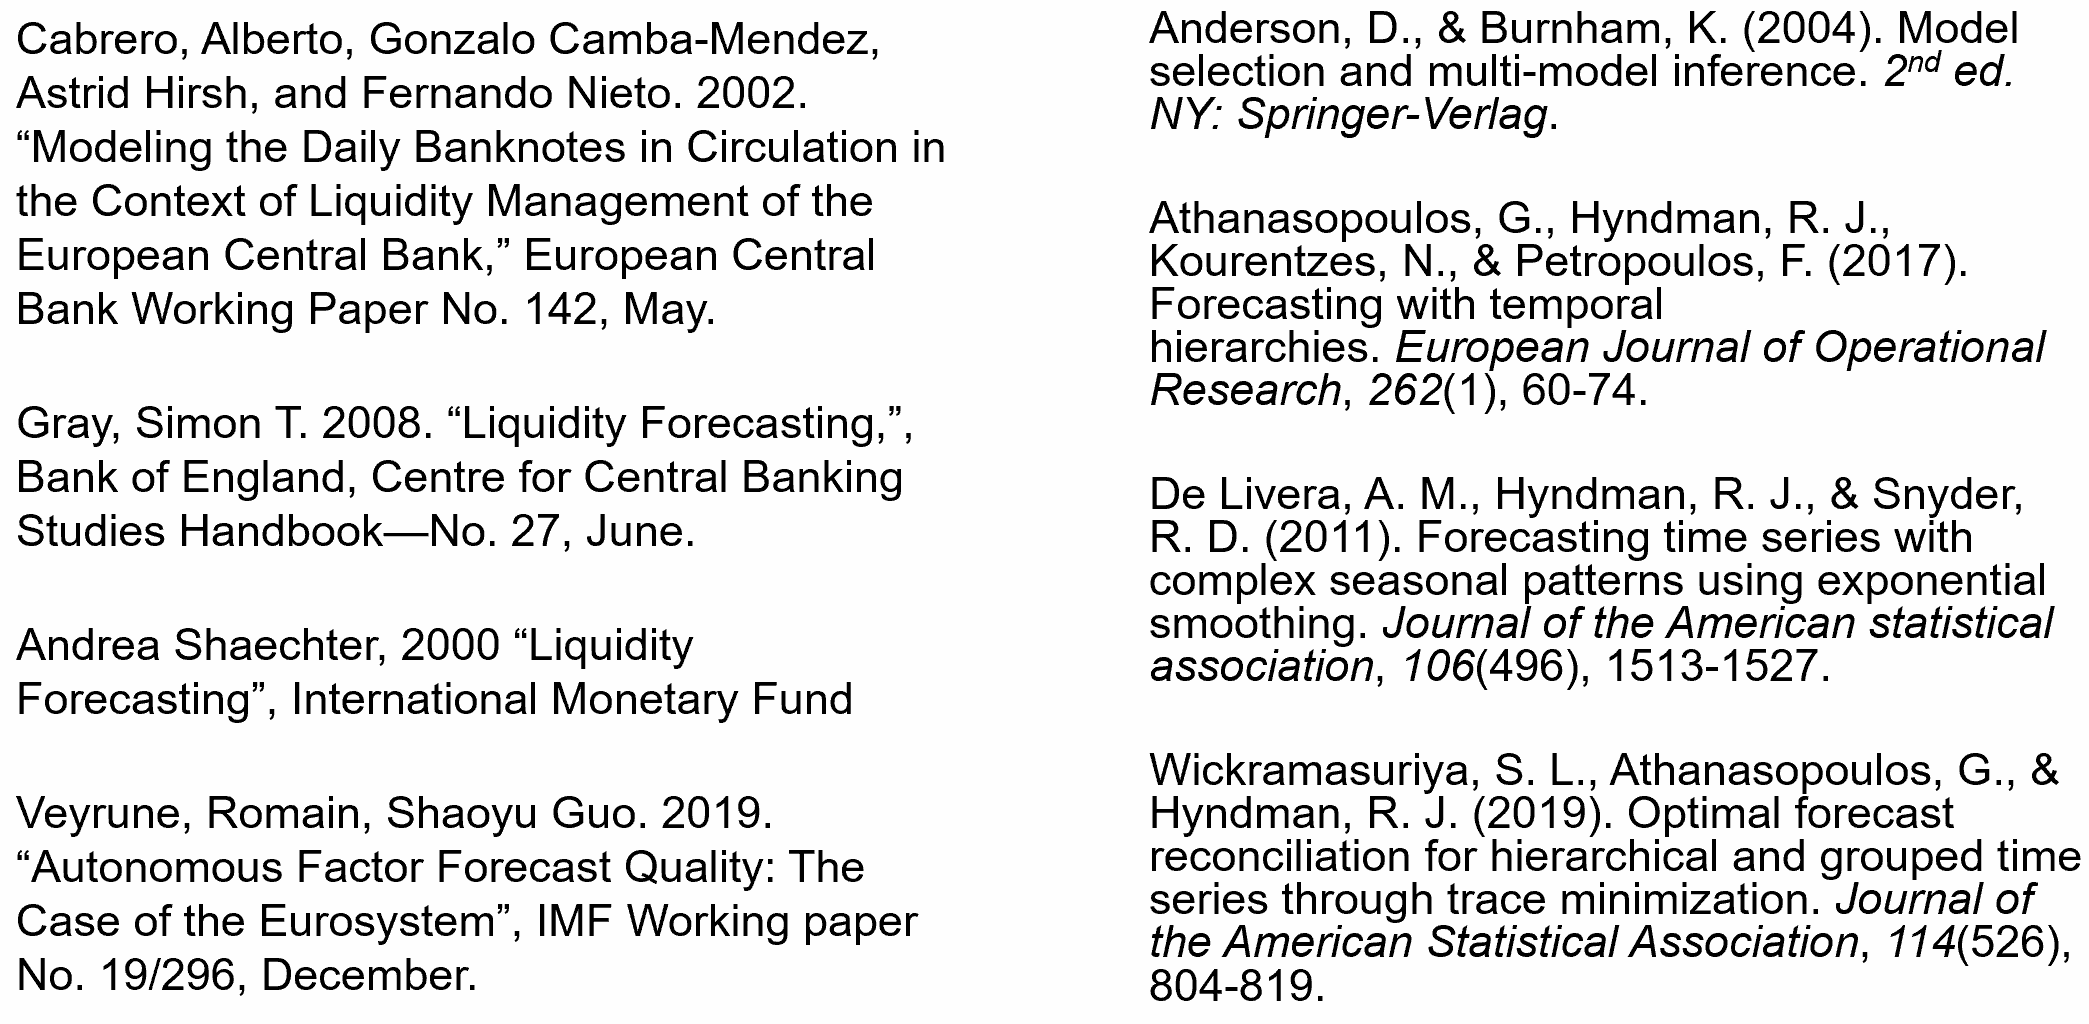 Cabrero, Alberto, Gonzalo Camba-Mendez,
Astrid Hirsh, and Fernando Nieto. 2002.
“Modeling the Daily Banknotes in Circulation in
the Context of Liquidity Management of the
European Central Bank,” European Central
Bank Working Paper No. 142, May.
Gray, Simon T. 2008. “Liquidity Forecasting,”,
Bank of England, Centre for Central Banking
Studies Handbook—No. 27, June.
Andrea Shaechter, 2000 “Liquidity
Forecasting”, International Monetary Fund
Veyrune, Romain, Shaoyu Guo. 2019.
“Autonomous Factor Forecast Quality: The
Case of the Eurosystem”, IMF Working paper
No. 19/296, December.
Anderson, D., & Burnham, K. (2004). Model
selection and multi-model inference. 2nd ed.
NY: Springer-Verlag.
Athanasopoulos, G., Hyndman, R. J.,
Kourentzes, N., & Petropoulos, F. (2017).
Forecasting with temporal
hierarchies. European Journal of Operational
Research, 262(1), 60-74.
De Livera, A. M., Hyndman, R. J., & Snyder,
R. D. (2011). Forecasting time series with
complex seasonal patterns using exponential
smoothing. Journal of the American statistical
association, 106(496), 1513-1527.
Wickramasuriya, S. L., Athanasopoulos, G., &
Hyndman, R. J. (2019). Optimal forecast
reconciliation for hierarchical and grouped time
series through trace minimization. Journal of
the American Statistical Association, 114(526),
804-819.